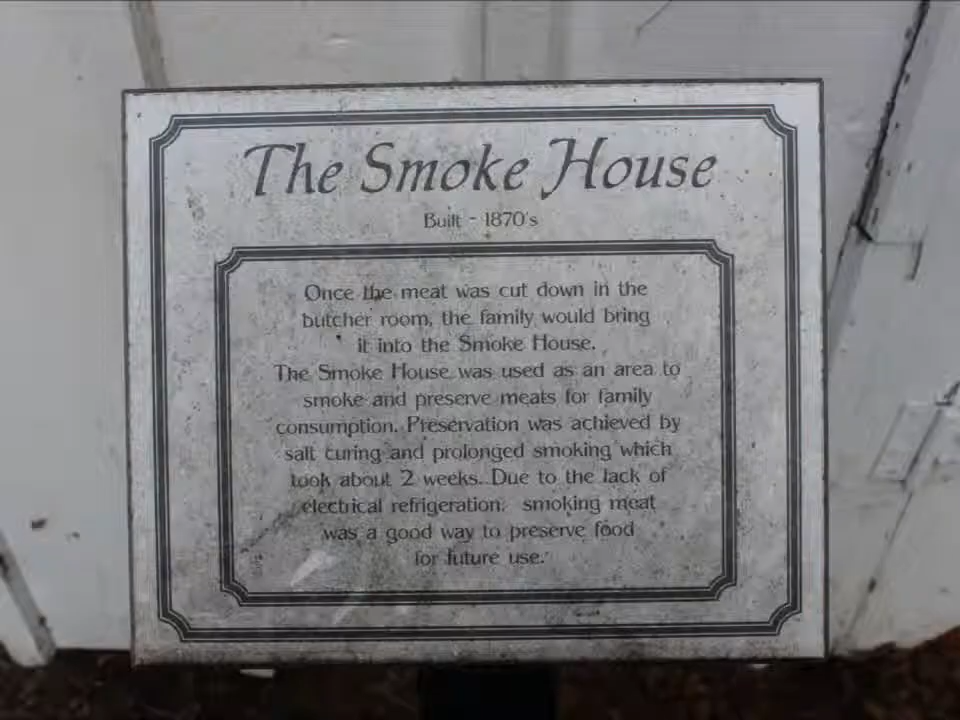 The Smoke House
Built - 1870's
Once the meat was cut down in the
butcher room, the family would bring
it into the Smoke House.
The Smoke House was used as an area to
smoke and preserve meats for family
consumption. Preservation was achieved by
salt curing and prolonged smoking which
took about 2 weeks. Due to the lack of
electrical refrigeration, smoking meat
was a good way to preserve food
for future use.